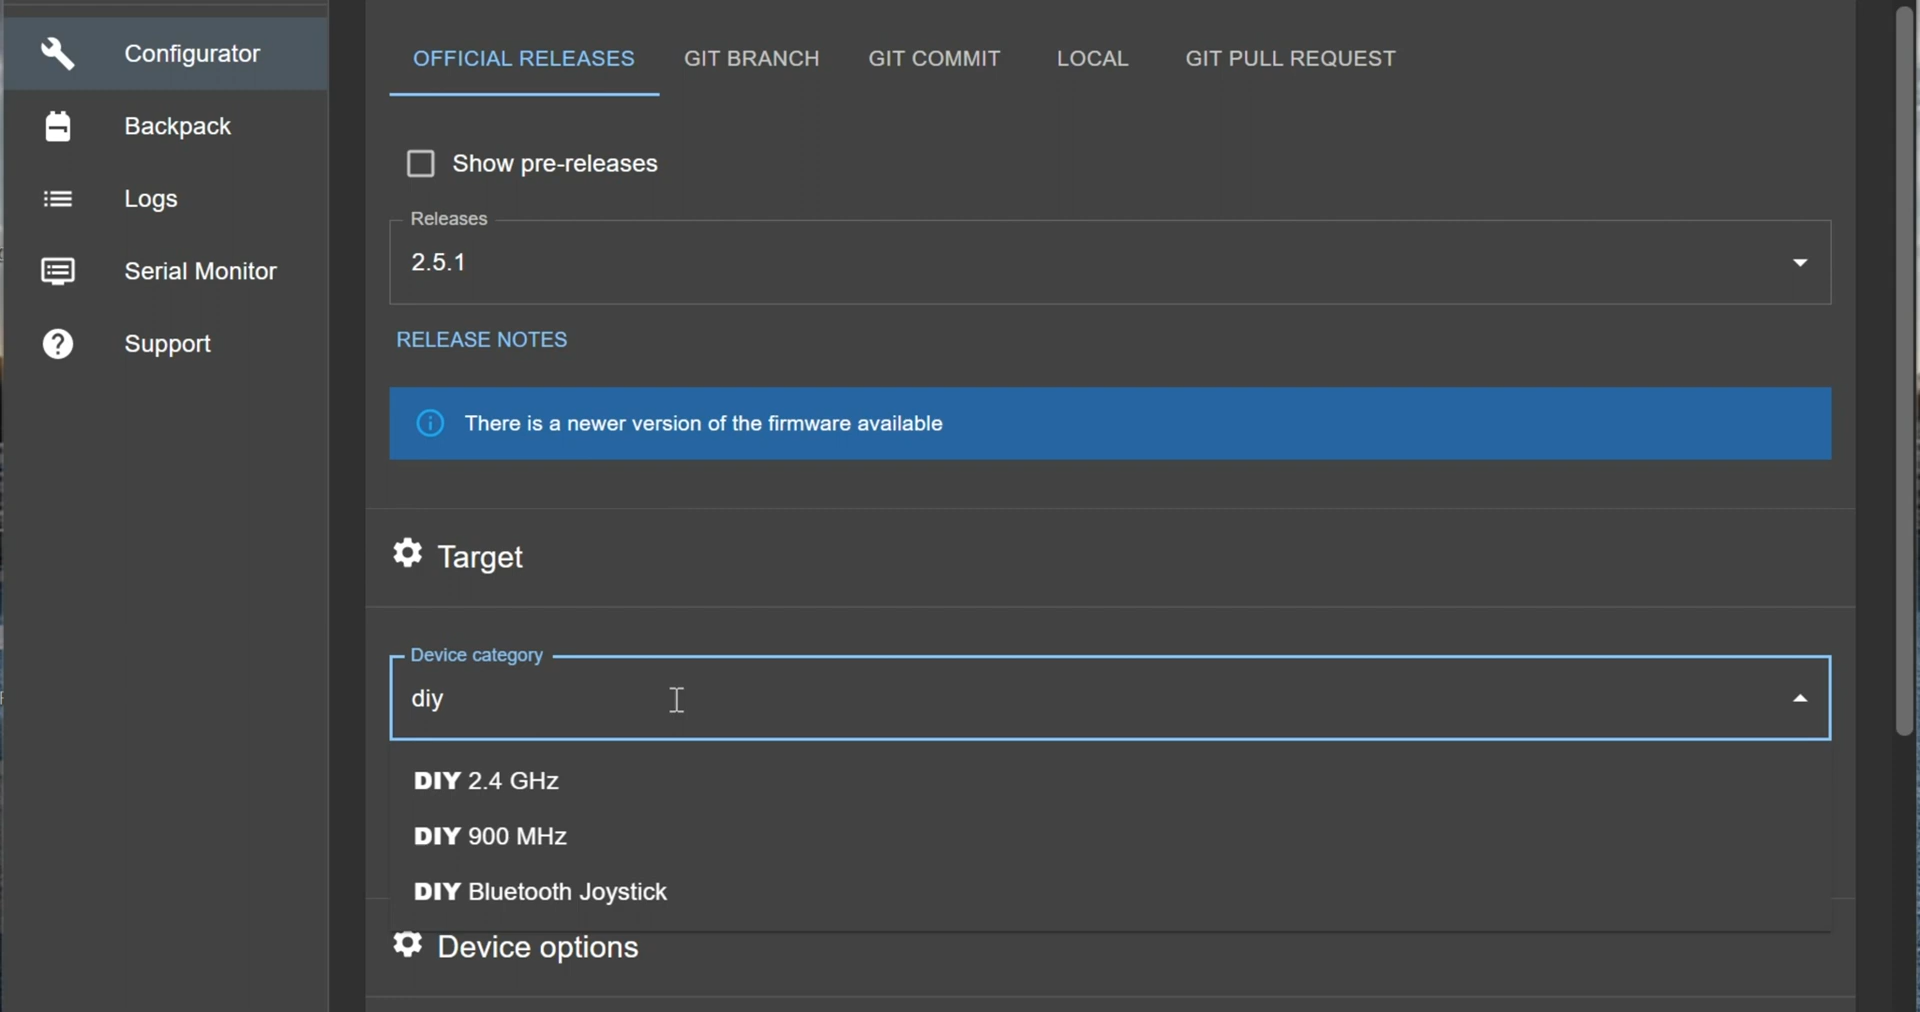 Configurator
Backpack
Logs
Serial Monitor
Support
OFFICIAL RELEASES GIT BRANCH GIT COMMIT LOCAL GIT PULL REQUEST
Show pre-releases
Releases
2.5.1
RELEASE NOTES
There is a newer version of the firmware available
Target
Device category
diy
DIY 2.4 GHz
DIY 900 MHz
DIY Bluetooth Joystick
Device options